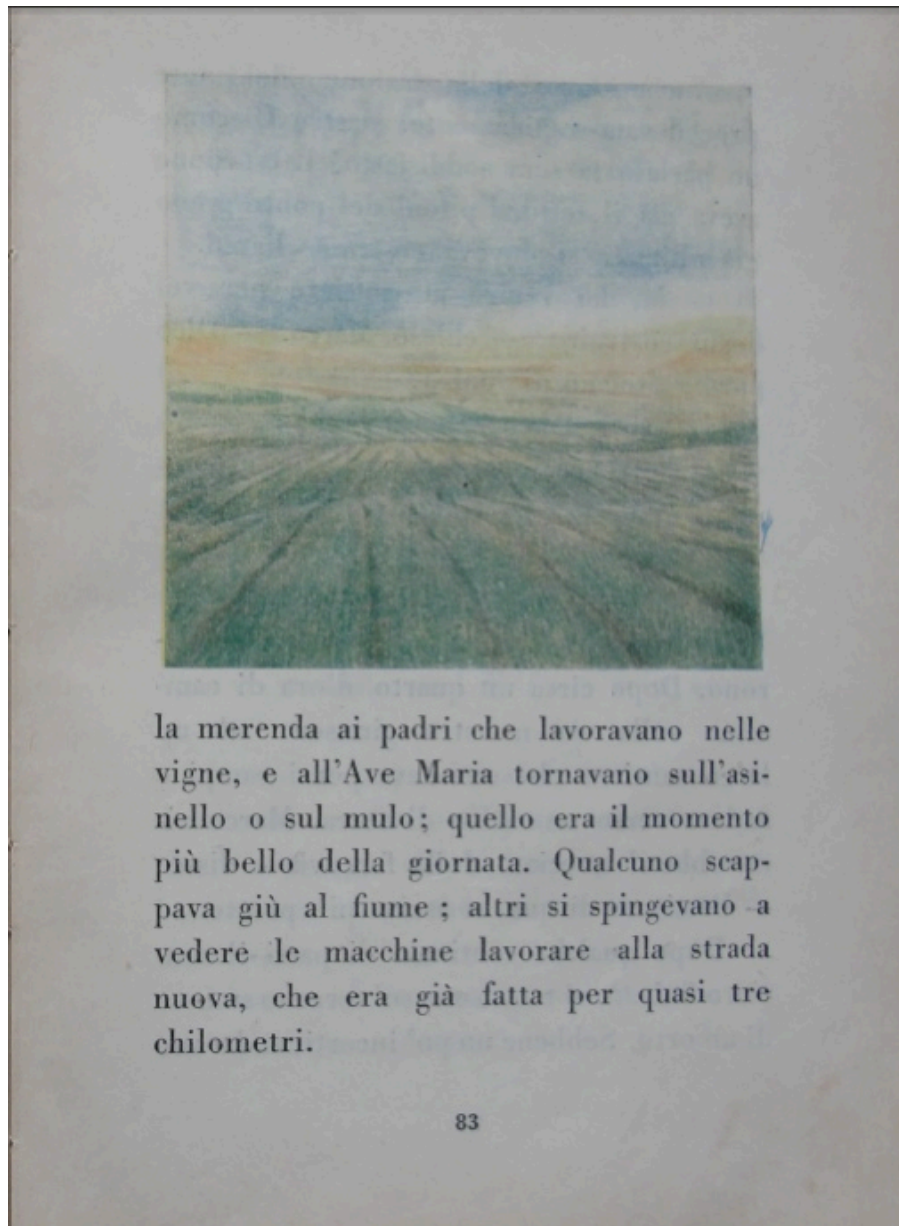 la merenda ai padri che lavoravano nelle
vigne, e all'Ave Maria tornavano sull'asi-
nello o sul mulo; quello era il momento
più bello della giornata. Qualcuno scap-
pava giù al fiume ; altri si spingevano a
vedere le macchine lavorare alla strada
nuova, che era già fatta per quasi tre
chilometri.
83